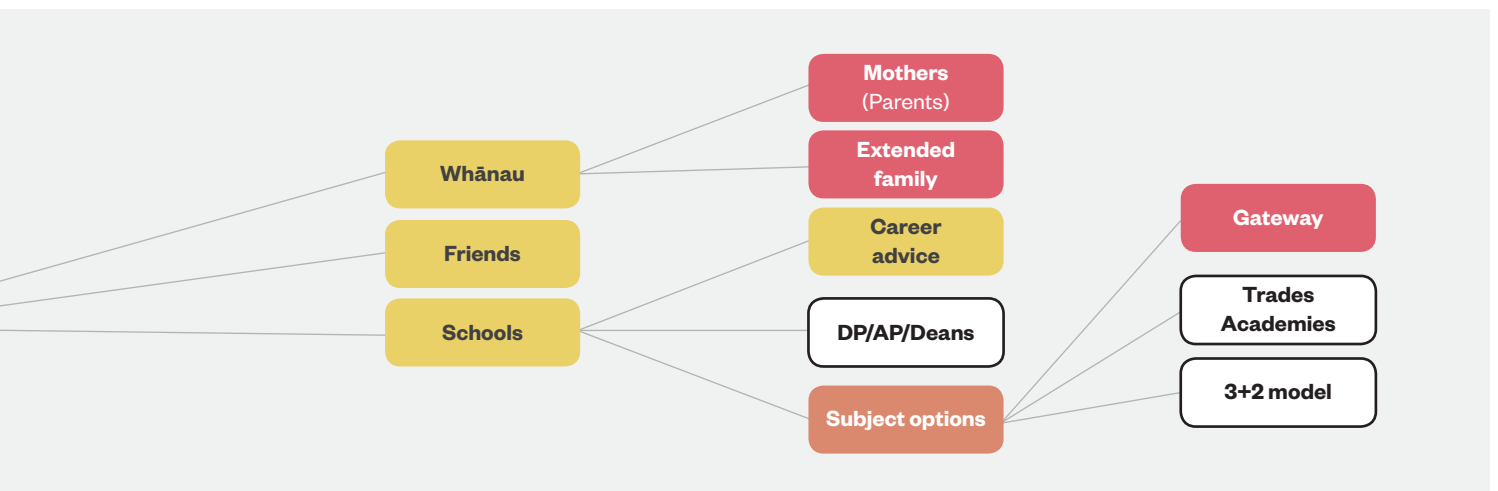 Whānau
Friends
Schools
Mothers
(Parents)
Extended
family
Career
advice
DP/AP/Deans
Subject options
Gateway
Trades
Academies
3+2 model